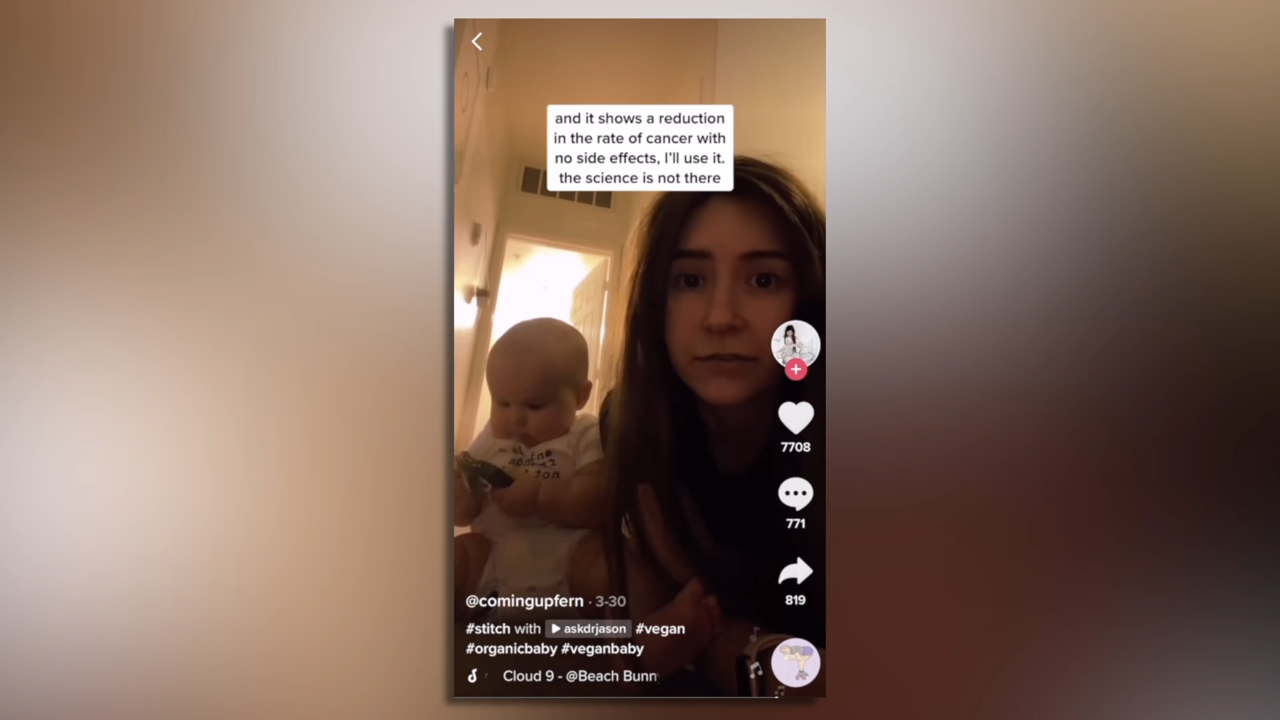 and it shows a reduction
in the rate of cancer with
no side effects, I'll use it.
the science is not there
7708
771
819
@comingupfern · 3-30
#stitch with askdrjason #vegan
#organicbaby #veganbaby
Cloud 9 - @Beach Bunn